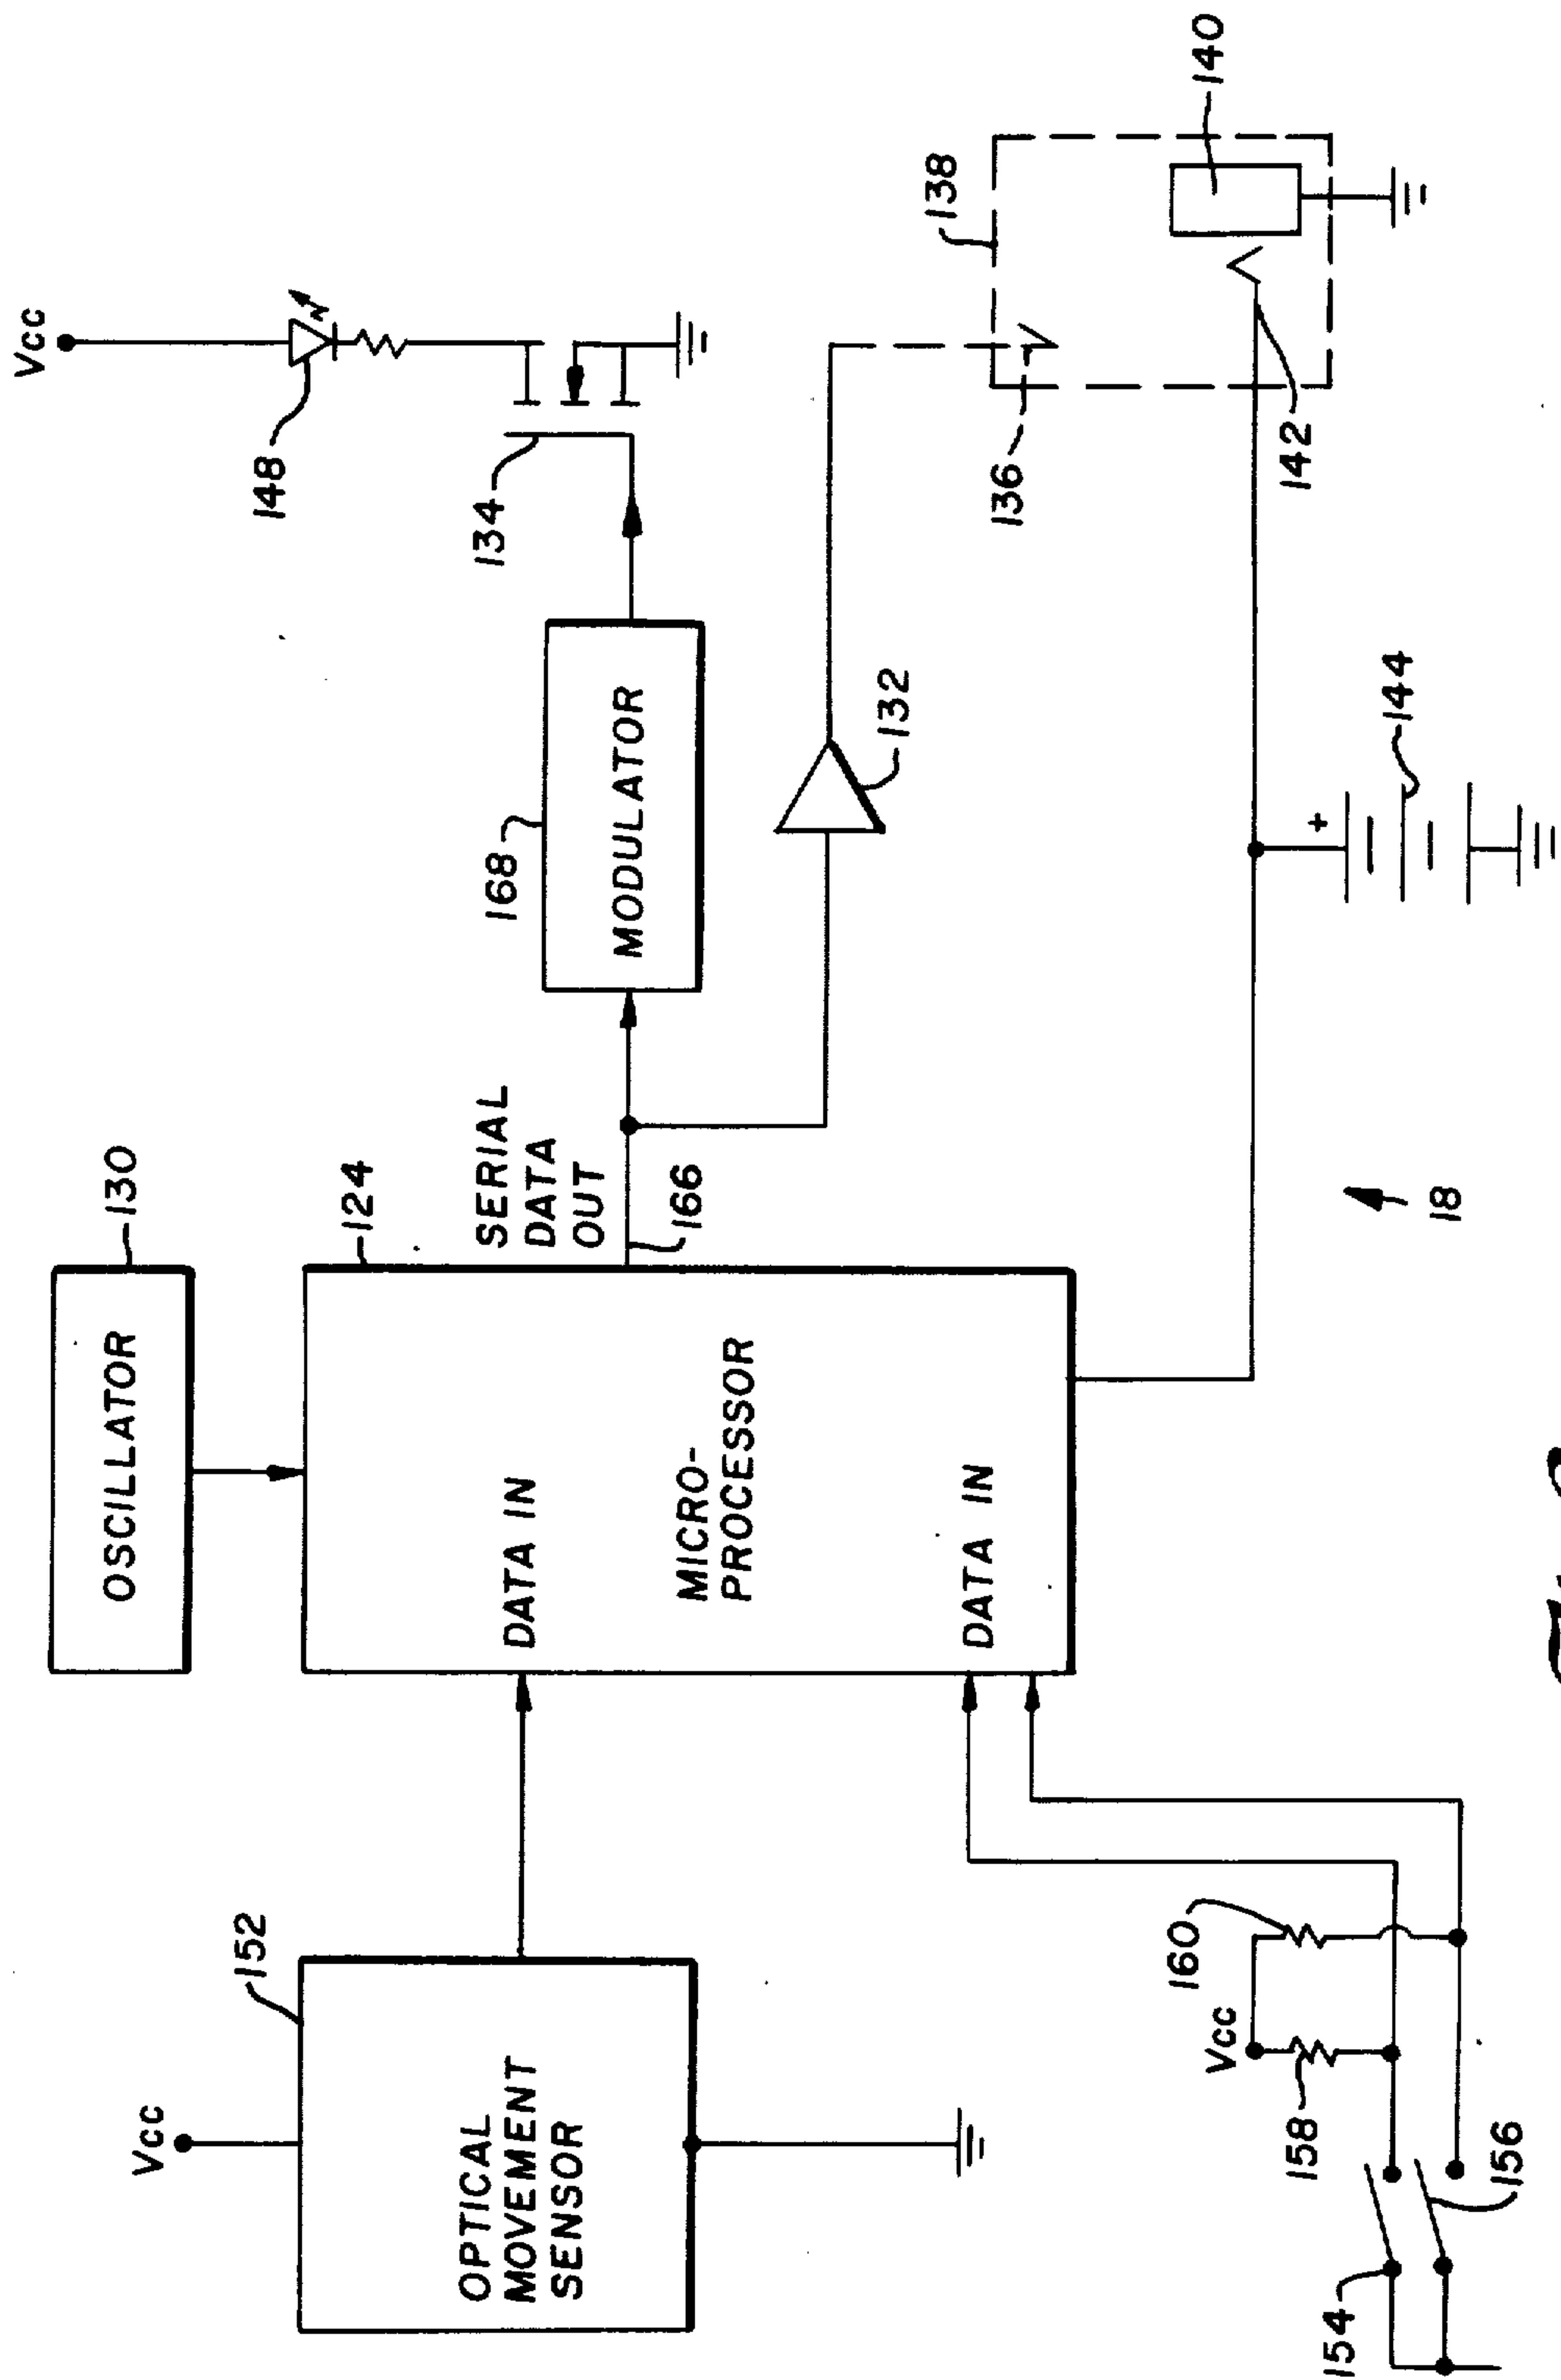 OSCILLATOR
130
124
Vcc
152
OPTICAL
MOVEMENT
SENSOR
DATA IN
MICRO-
PROCESSOR
DATA IN
SERIAL
DATA
OUT
166
168
MODULATOR
134
148
Vcc
132
136
138
140
142
144
+
18
Vcc
160
158
154
156